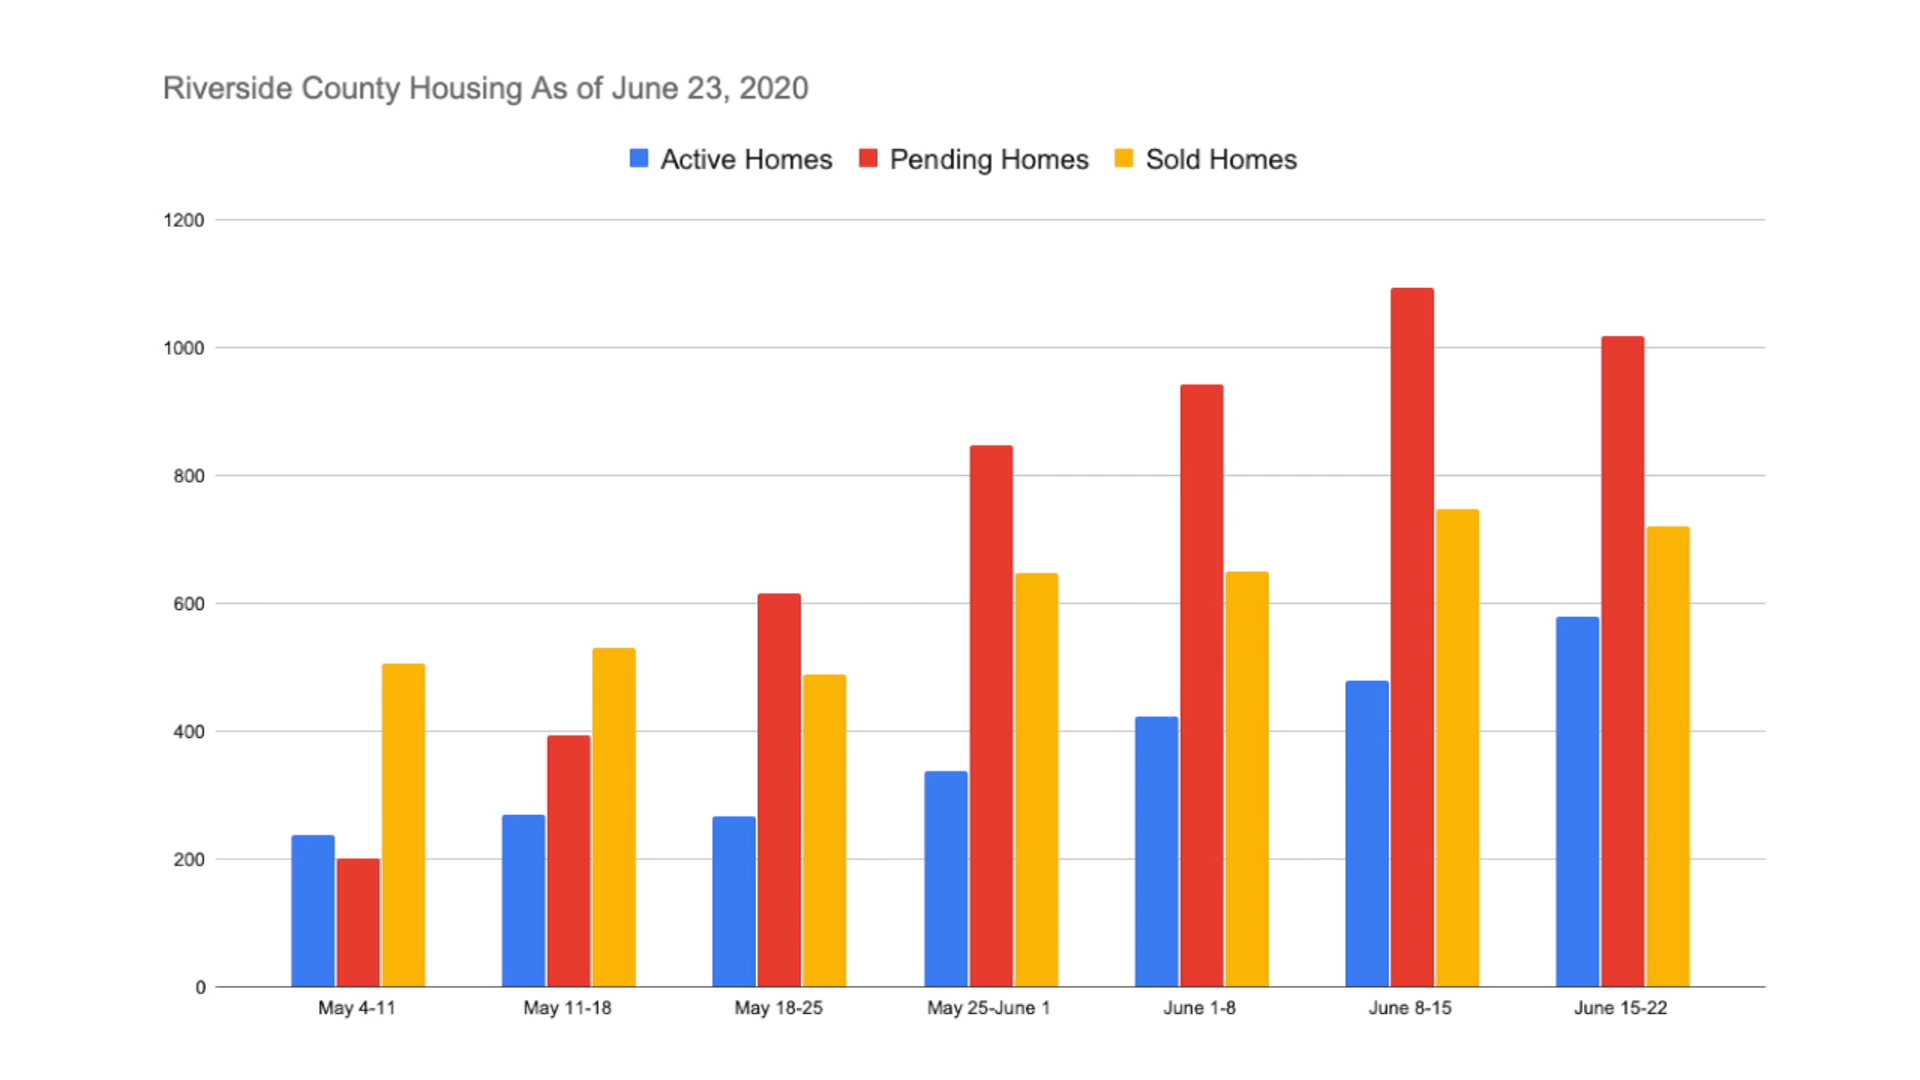 Riverside County Housing As of June 23, 2020
Active Homes Pending Homes Sold Homes
1200
1000
800
600
400
200
0
May 4-11 May 11-18 May 18-25 May 25-June 1 June 1-8 June 8-15 June 15-22